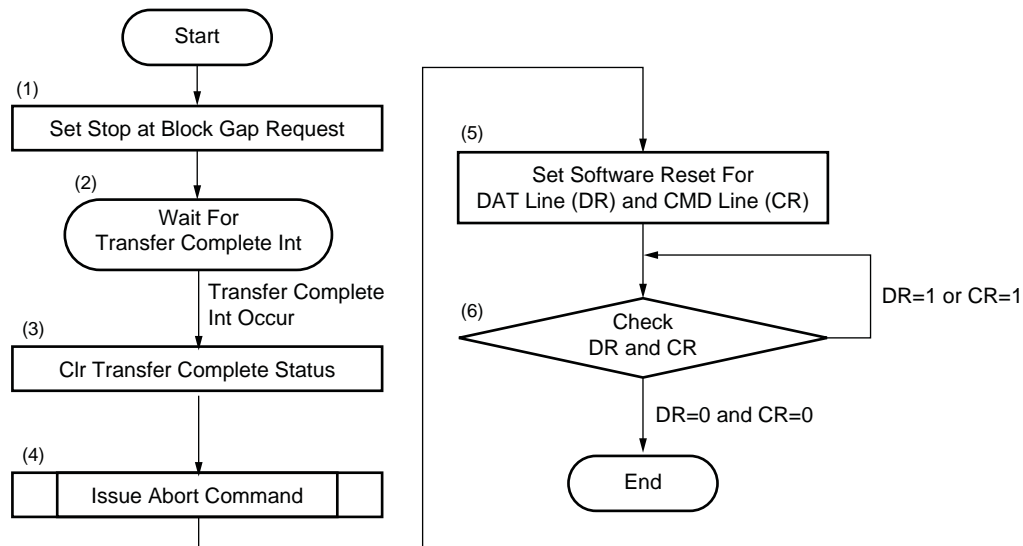 Start
(1)
Set Stop at Block Gap Request
(2)
Wait For
Transfer Complete Int
Transfer Complete
Int Occur
(3)
Clr Transfer Complete Status
(4)
Issue Abort Command
(5)
Set Software Reset For
DAT Line (DR) and CMD Line (CR)
DR=1 or CR=1
(6)
Check
DR and CR
DR=0 and CR=0
End